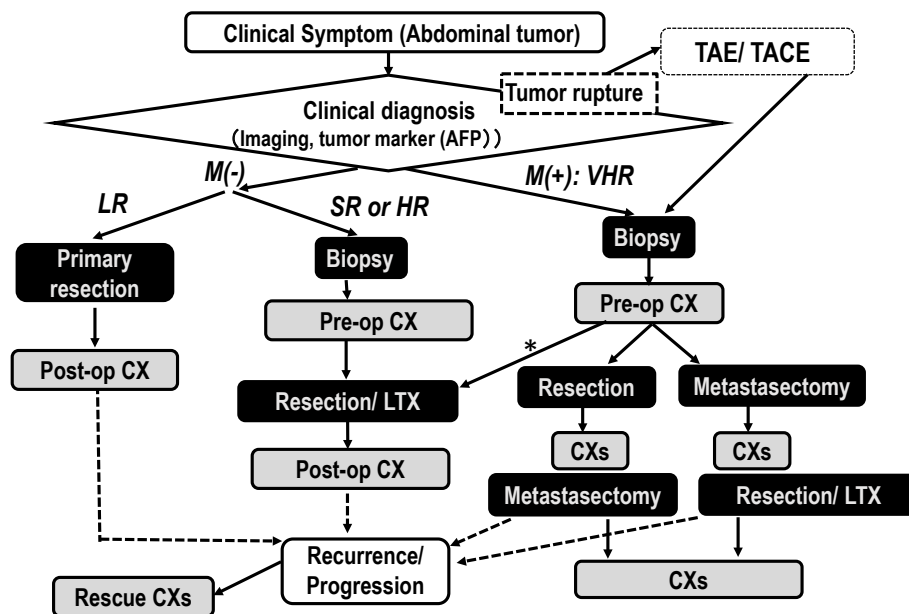 Clinical Symptom (Abdominal tumor)
TAE/ TACE
Tumor rupture
Clinical diagnosis
(Imaging, tumor marker (AFP))
M(-)
M(+): VHR
LR
SR or HR
Primary
resection
Biopsy
Biopsy
Pre-op CX
Pre-op CX
*
Post-op CX
Resection/ LTX
Resection
Metastasectomy
CXs
CXs
Post-op CX
Metastasectomy
Resection/ LTX
Recurrence/
Progression
Rescue CXs
CXs